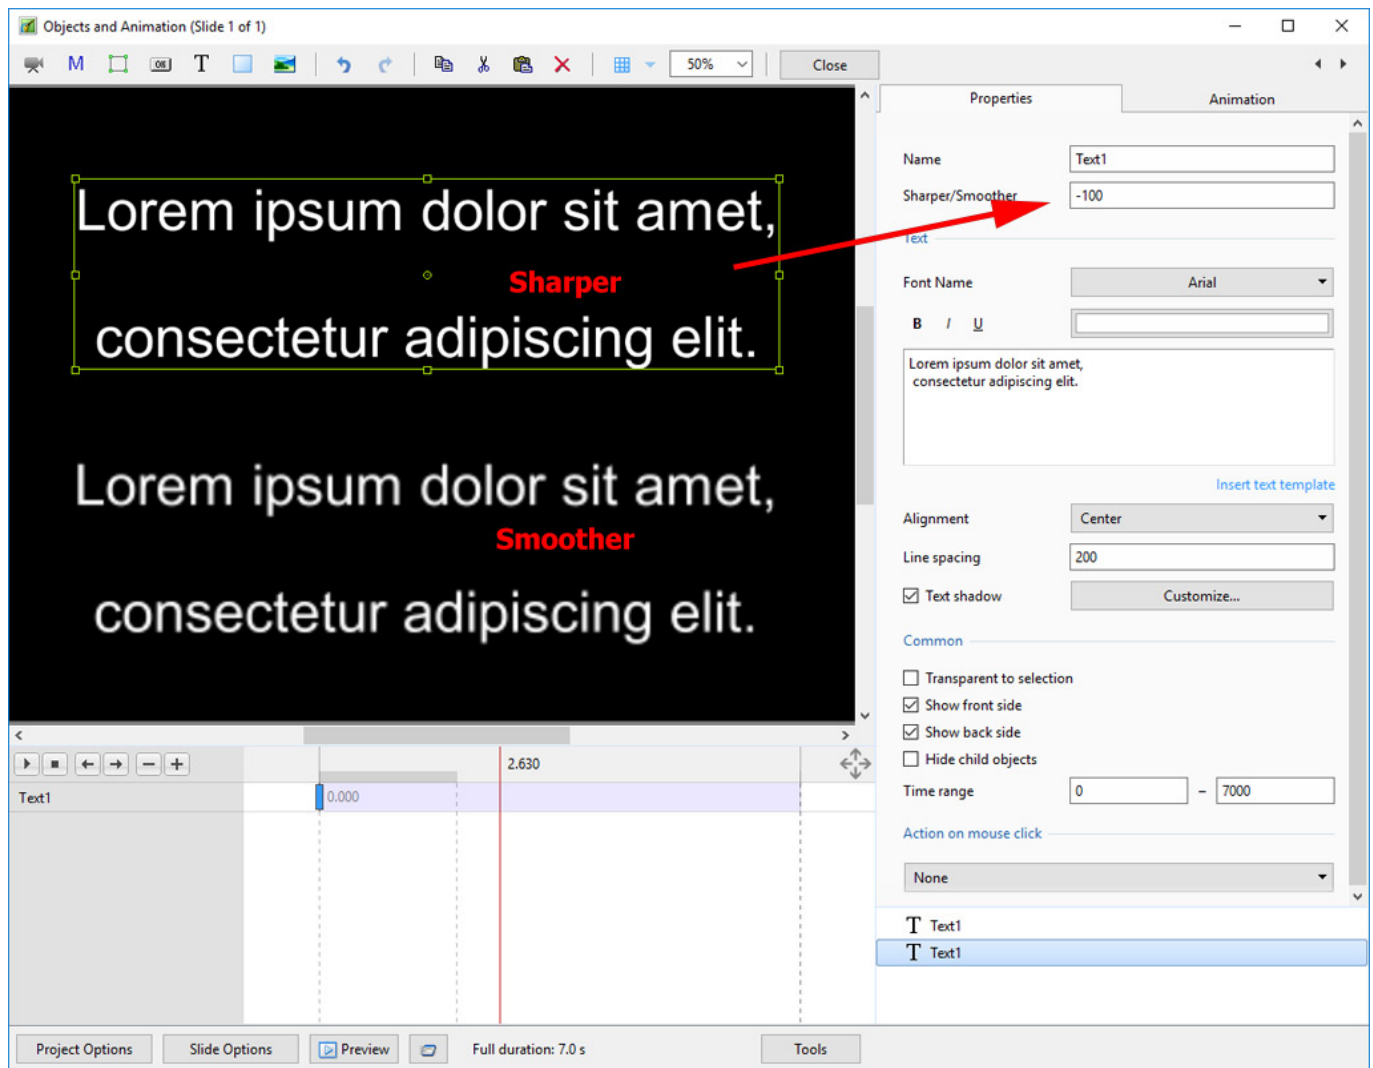 Objects and Animation (Slide 1 of 1)
M OK T 50% Close
Properties Animation
Name Text1
Sharper/Smoother -100
Text
Font Name Arial
B I U
Lorem ipsum dolor sit amet,
consectetur adipiscing elit.
Insert text template
Alignment Center
Line spacing 200
Text shadow Customize...
Common
Transparent to selection
Show front side
Show back side
Hide child objects
Time range 0 – 7000
Action on mouse click
None
T Text1
T Text1
Lorem ipsum dolor sit amet,
Sharper
consectetur adipiscing elit.
Lorem ipsum dolor sit amet,
Smoother
consectetur adipiscing elit.
2.630
Text1 0.000
Project Options Slide Options Preview Full duration: 7.0 s Tools